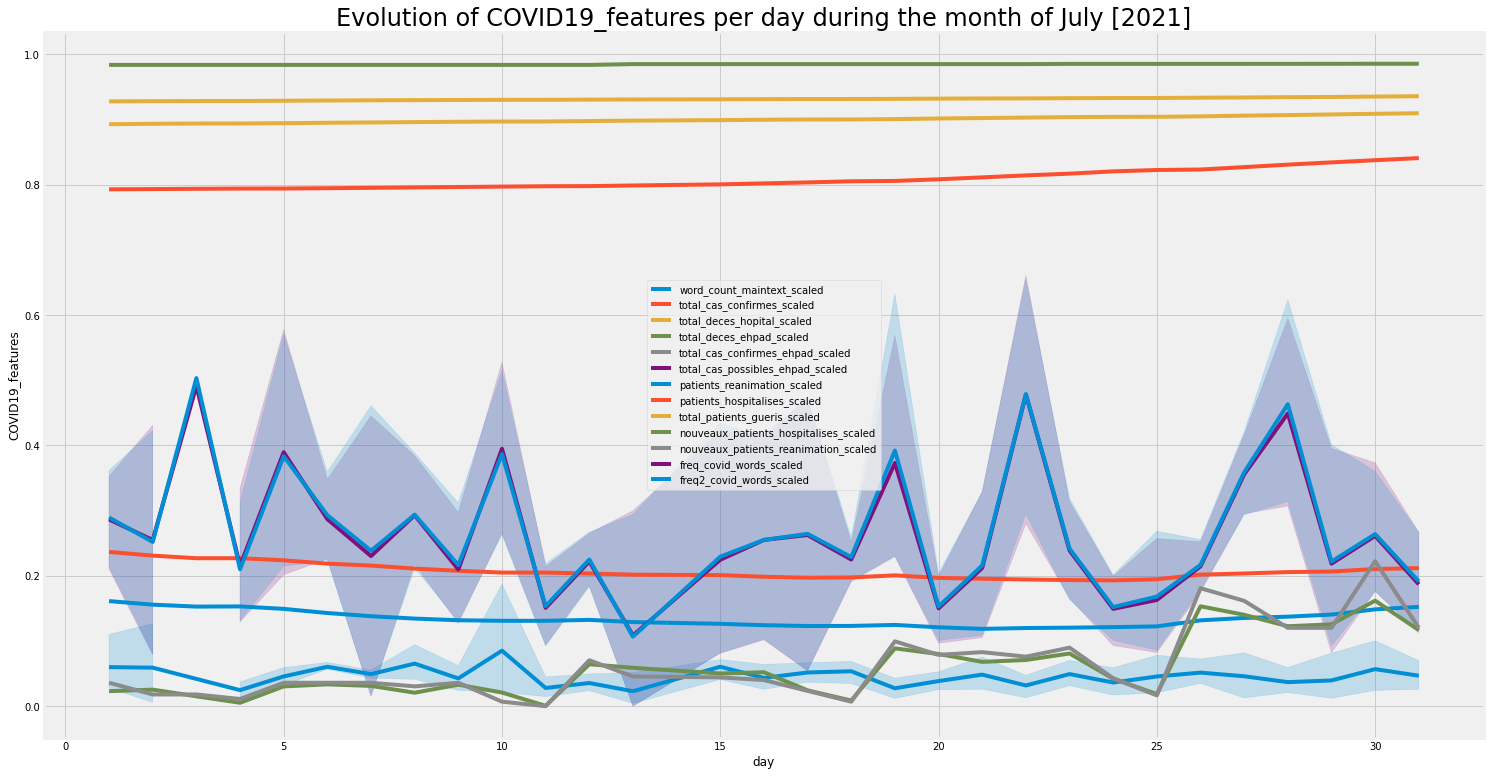 Evolution of COVID19_features per day during the month of July [2021]
1.0
0.8
0.6
0.4
0.2
0.0
COVID19_features
word_count_maintext_scaled
total_cas_confirmes_scaled
total_deces_hopital_scaled
total_deces_ehpad_scaled
total_cas_confirmes_ehpad_scaled
total_cas_possibles_ehpad_scaled
patients_reanimation_scaled
patients_hospitalises_scaled
total_patients_gueris_scaled
nouveaux_patients_hospitalises_scaled
nouveaux_patients_reanimation_scaled
freq_covid_words_scaled
freq2_covid_words_scaled
0 5 10 15 20 25 30
day